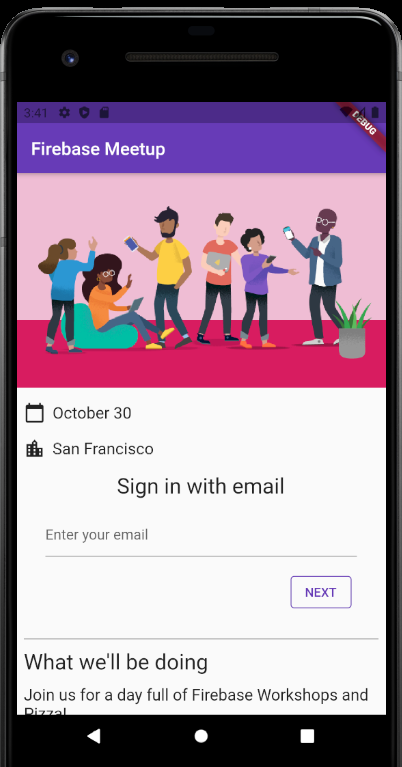 3:41
DEBUG
Firebase Meetup
October 30
San Francisco
Sign in with email
Enter your email
NEXT
What we'll be doing
Join us for a day full of Firebase Workshops and
Pizza!